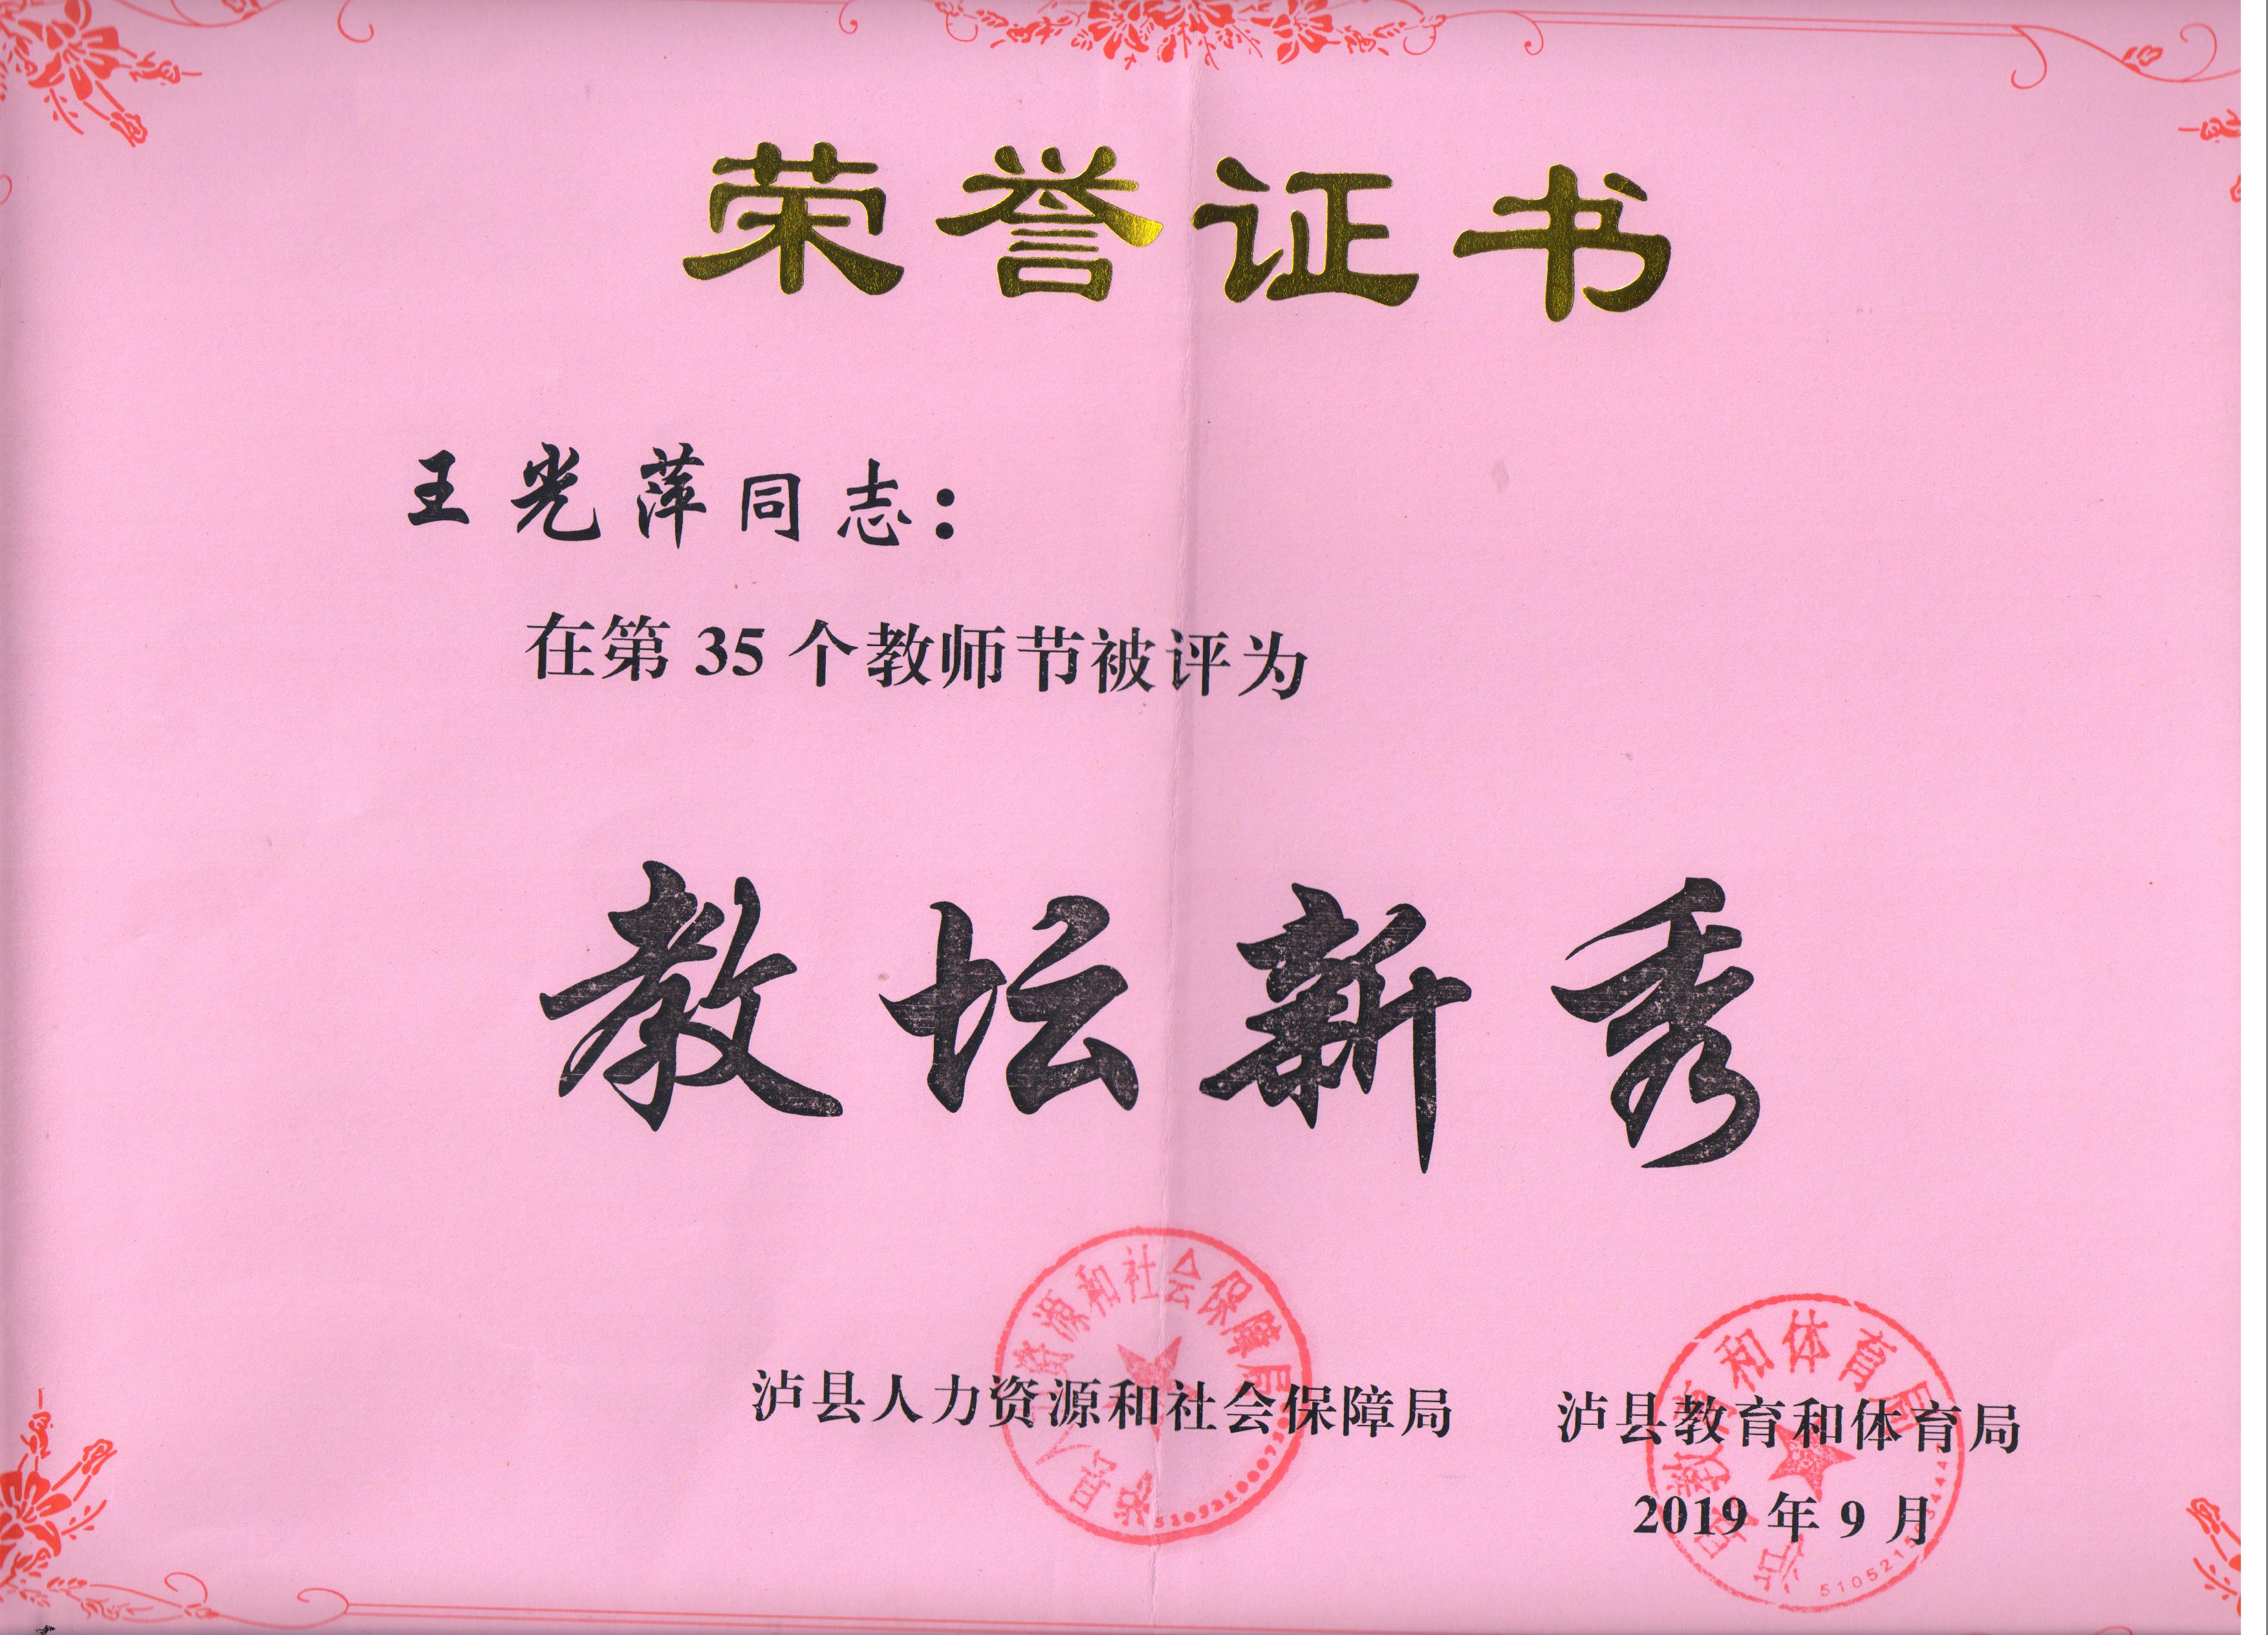 荣誉证书
王光萍同志：
在第35个教师节被评为
教坛新秀
泸县人力资源和社会保障局 泸县教育和体育局
2019年9月